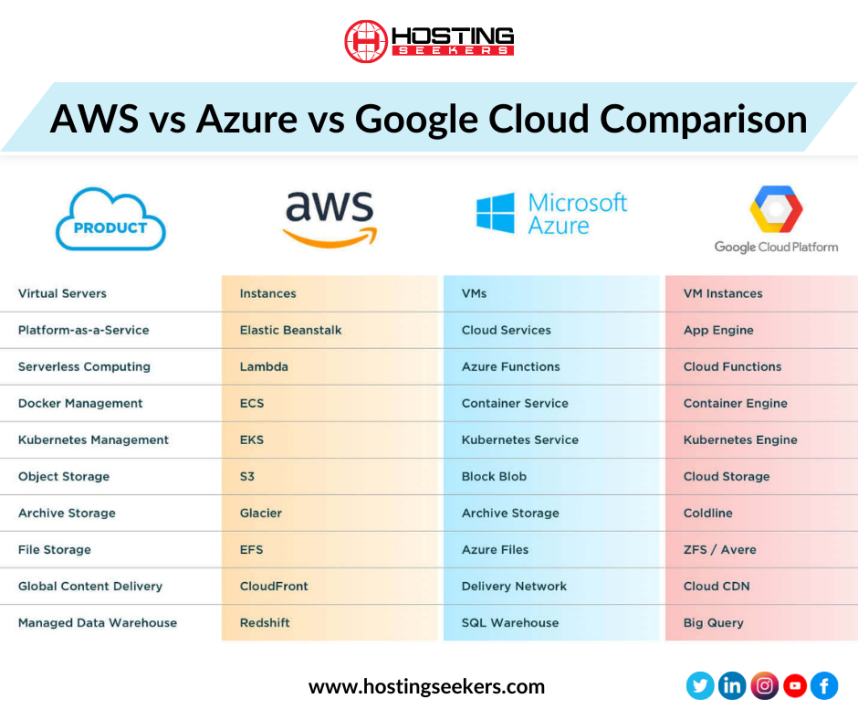 HOSTING
SEEKERS
AWS vs Azure vs Google Cloud Comparison
PRODUCT
aws
Microsoft
Azure
Google Cloud Platform
Virtual Servers Instances VMs VM Instances
Platform-as-a-Service Elastic Beanstalk Cloud Services App Engine
Serverless Computing Lambda Azure Functions Cloud Functions
Docker Management ECS Container Service Container Engine
Kubernetes Management EKS Kubernetes Service Kubernetes Engine
Object Storage S3 Block Blob Cloud Storage
Archive Storage Glacier Archive Storage Coldline
File Storage EFS Azure Files ZFS / Avere
Global Content Delivery CloudFront Delivery Network Cloud CDN
Managed Data Warehouse Redshift SQL Warehouse Big Query
www.hostingseekers.com